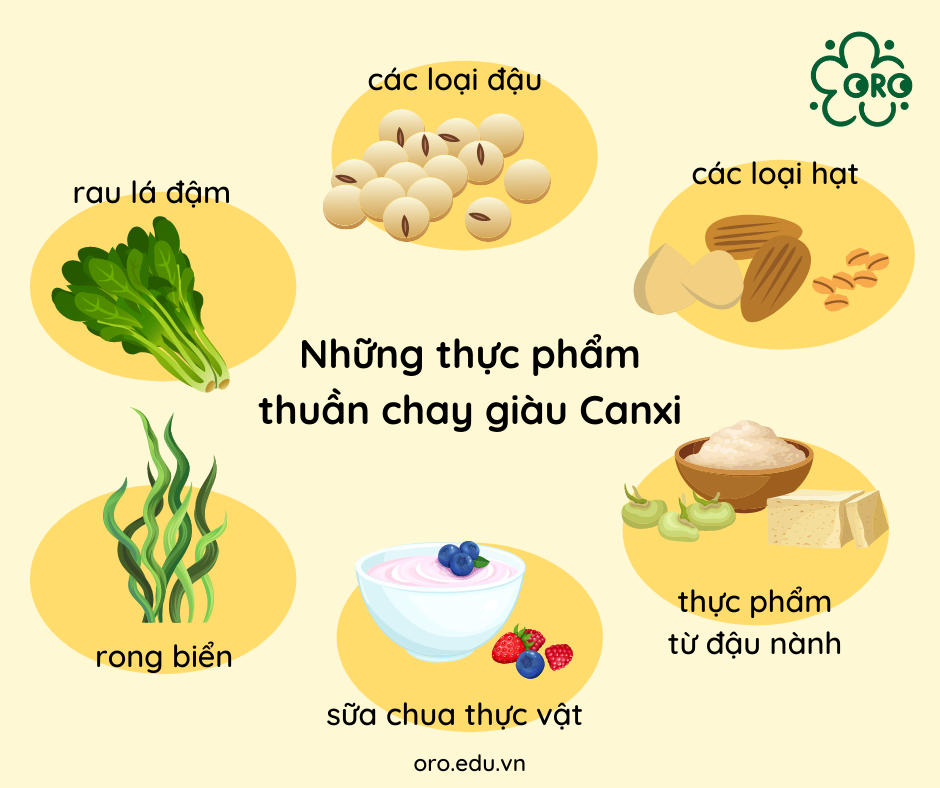 các loại đậu
ORO
các loại hạt
rau lá đậm
Những thực phẩm
thuần chay giàu Canxi
thực phẩm
từ đậu nành
rong biển
sữa chua thực vật
oro.edu.vn